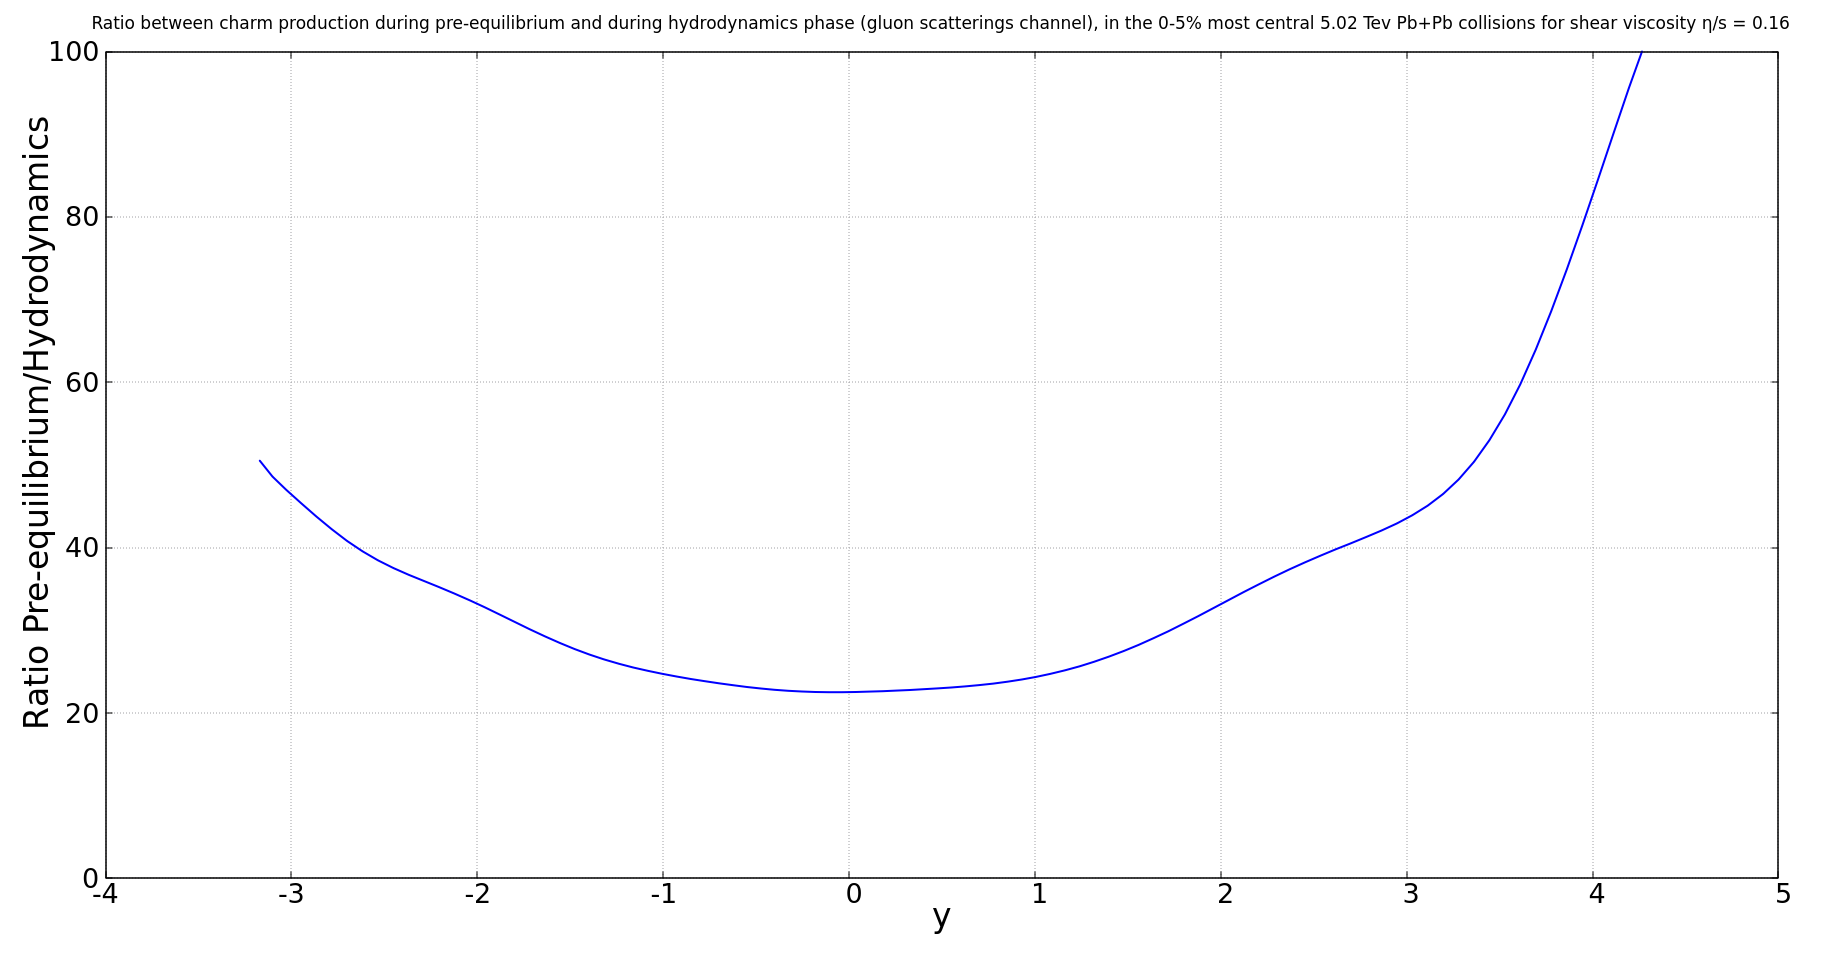 Ratio between charm production during pre-equilibrium and during hydrodynamics phase (gluon scatterings channel), in the 0-5% most central 5.02 Tev Pb+Pb collisions for shear viscosity η/s = 0.16
Ratio Pre-equilibrium/Hydrodynamics
100
80
60
40
20
0
-4 -3 -2 -1 0 1 2 3 4 5
y